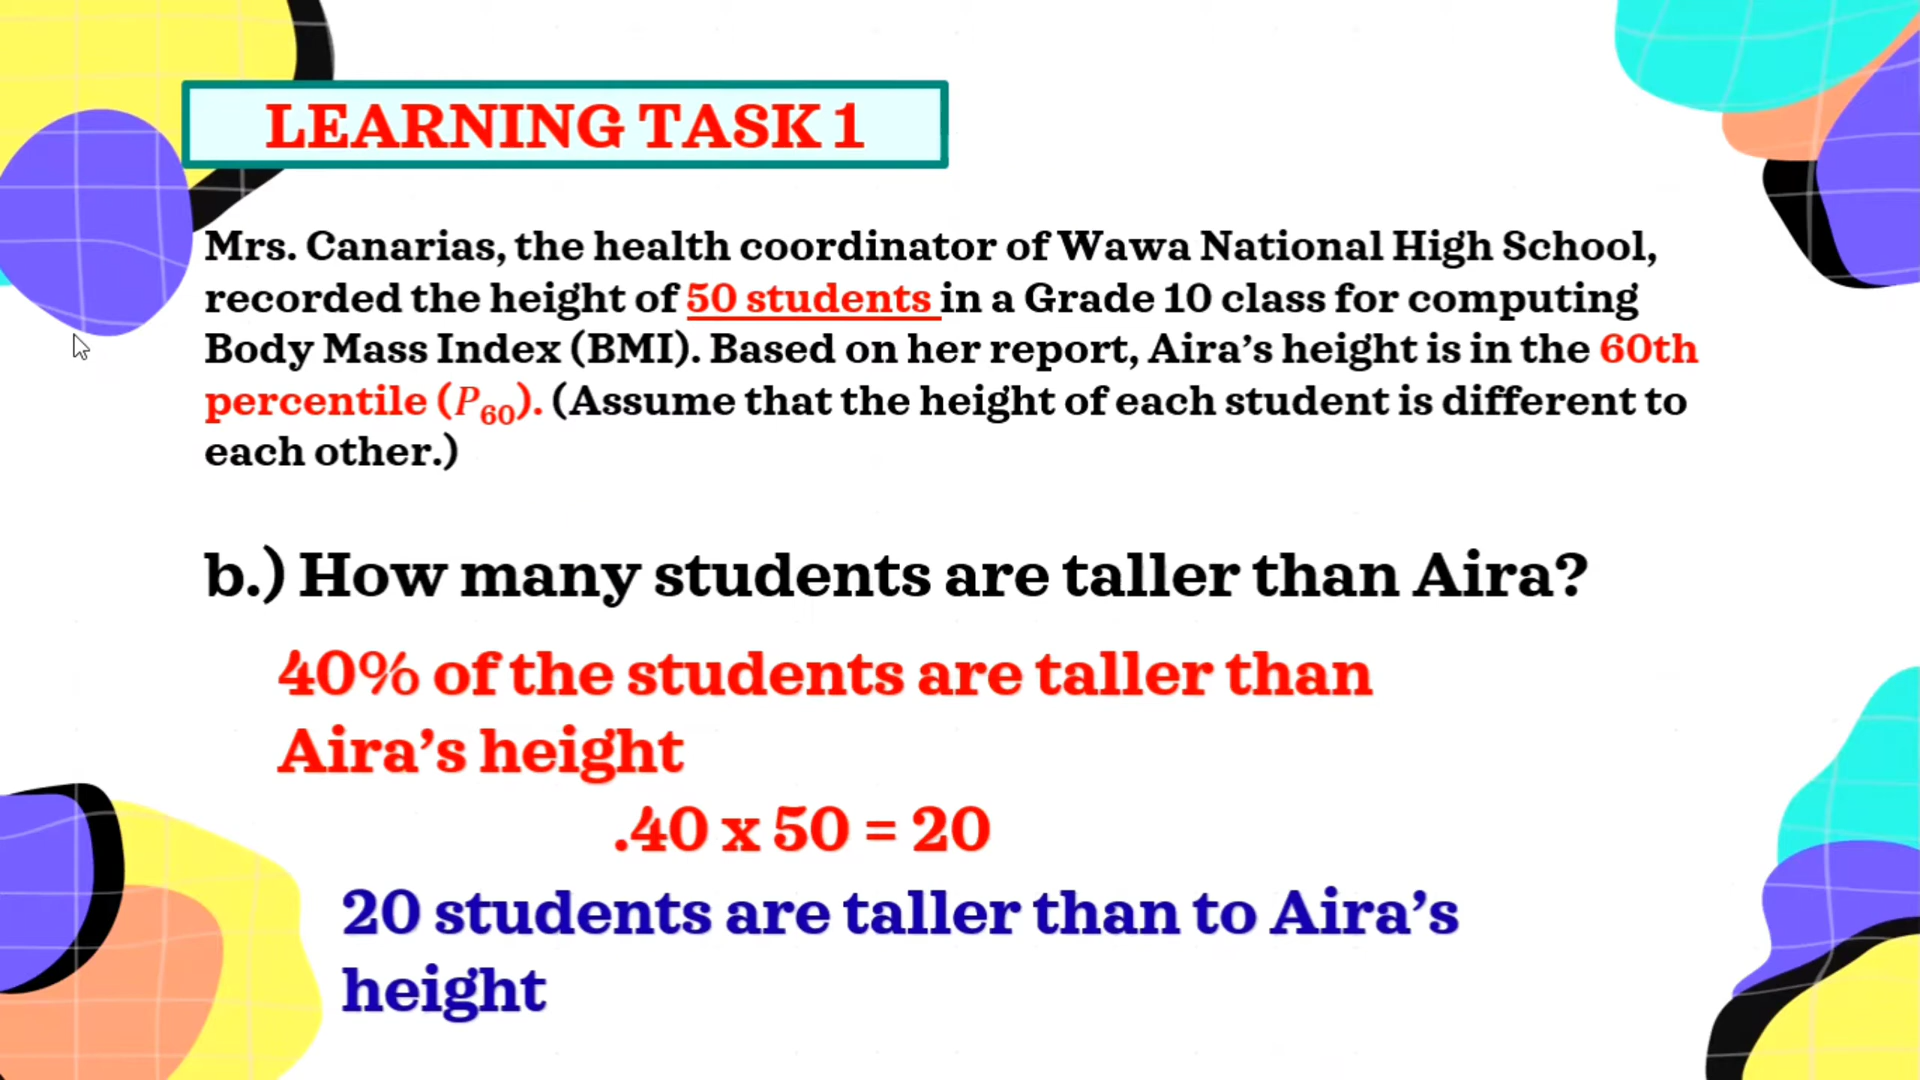 LEARNING TASK 1
Mrs. Canarias, the health coordinator of Wawa National High School,
recorded the height of 50 students in a Grade 10 class for computing
Body Mass Index (BMI). Based on her report, Aira’s height is in the 60th
percentile (P₆₀). (Assume that the height of each student is different to
each other.)
b.) How many students are taller than Aira?
40% of the students are taller than
Aira’s height
.40 x 50 = 20
20 students are taller than to Aira’s
height